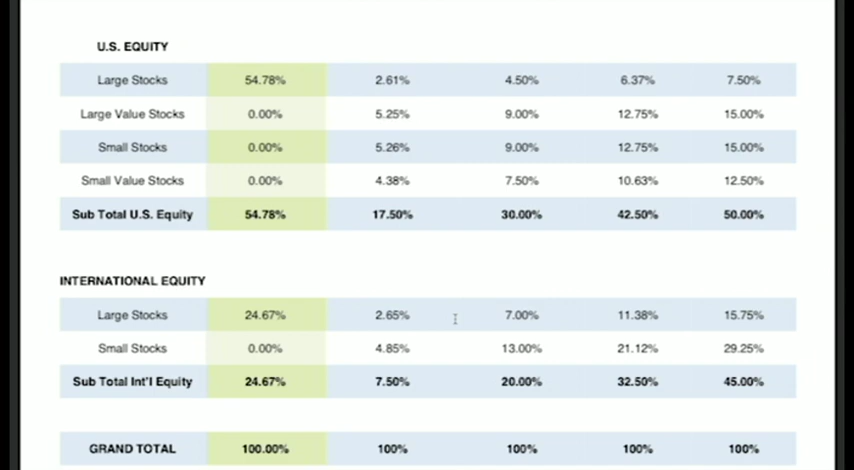 U.S. EQUITY
Large Stocks 54.78% 2.61% 4.50% 6.37% 7.50%
Large Value Stocks 0.00% 5.25% 9.00% 12.75% 15.00%
Small Stocks 0.00% 5.26% 9.00% 12.75% 15.00%
Small Value Stocks 0.00% 4.38% 7.50% 10.63% 12.50%
Sub Total U.S. Equity 54.78% 17.50% 30.00% 42.50% 50.00%
INTERNATIONAL EQUITY
Large Stocks 24.67% 2.65% 7.00% 11.38% 15.75%
Small Stocks 0.00% 4.85% 13.00% 21.12% 29.25%
Sub Total Int'l Equity 24.67% 7.50% 20.00% 32.50% 45.00%
GRAND TOTAL 100.00% 100% 100% 100% 100%